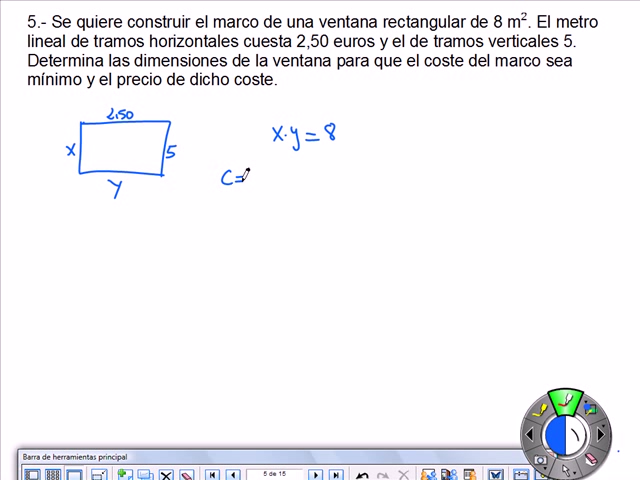 5.- Se quiere construir el marco de una ventana rectangular de 8 m². El metro
lineal de tramos horizontales cuesta 2,50 euros y el de tramos verticales 5.
Determina las dimensiones de la ventana para que el coste del marco sea
mínimo y el precio de dicho coste.
2.50
x·y = 8
x
5
C=
y
Barra de herramientas principal
5 de 15